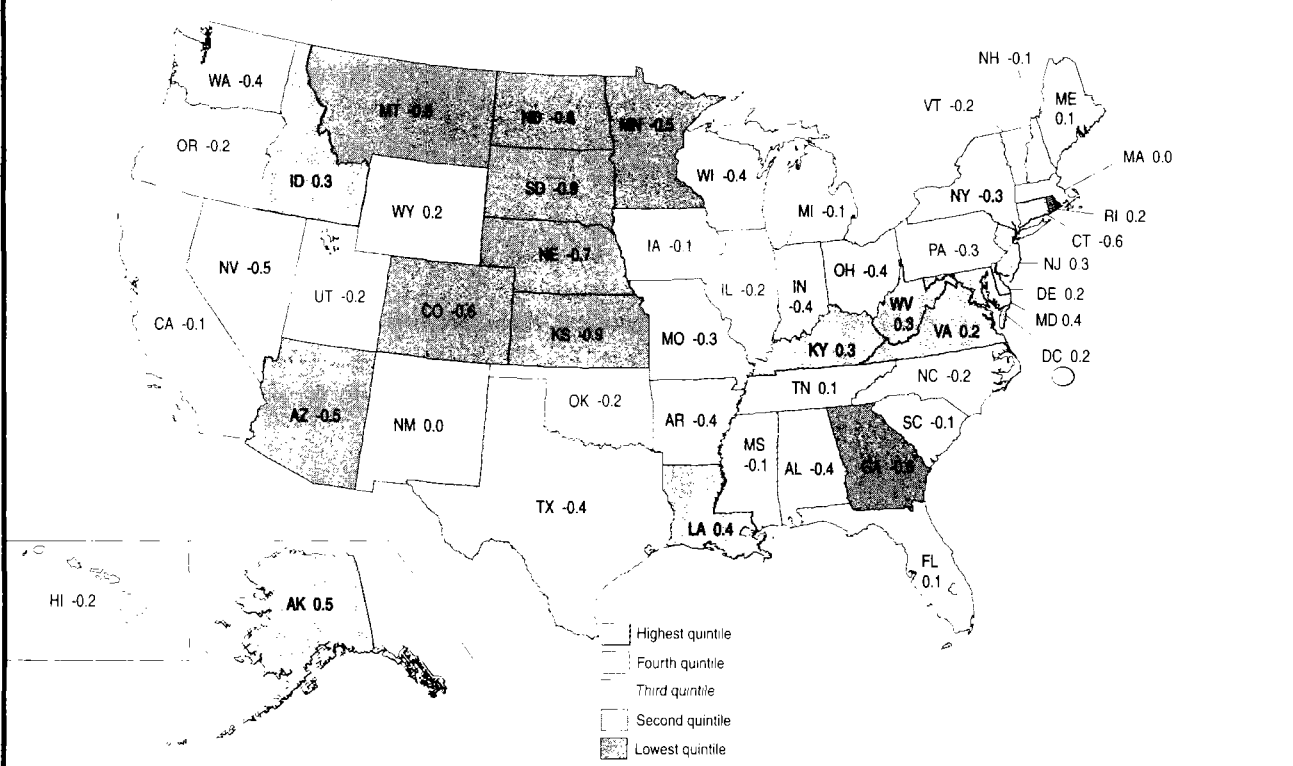 NH -0.1
WA -0.4
VT -0.2
ME
0.1
MT
ND
MN -0.5
OR -0.2
MA 0.0
ID 0.3
WI -0.4
SD
NY -0.3
WY 0.2
MI -0.1
RI 0.2
CT -0.6
IA -0.1
PA -0.3
NE -0.7
NJ 0.3
NV -0.5
OH -0.4
UT -0.2
IL -0.2
IN
-0.4
DE 0.2
WV
0.3
CO
MD 0.4
CA -0.1
VA 0.2
KS
MO -0.3
KY 0.3
DC 0.2
NC -0.2
TN 0.1
OK -0.2
AZ
AR -0.4
SC -0.1
NM 0.0
MS
-0.1
AL -0.4
GA
TX -0.4
LA 0.4
FL
0.1
HI -0.2
AK 0.5
Highest quintile
Fourth quintile
Third quintile
Second quintile
Lowest quintile